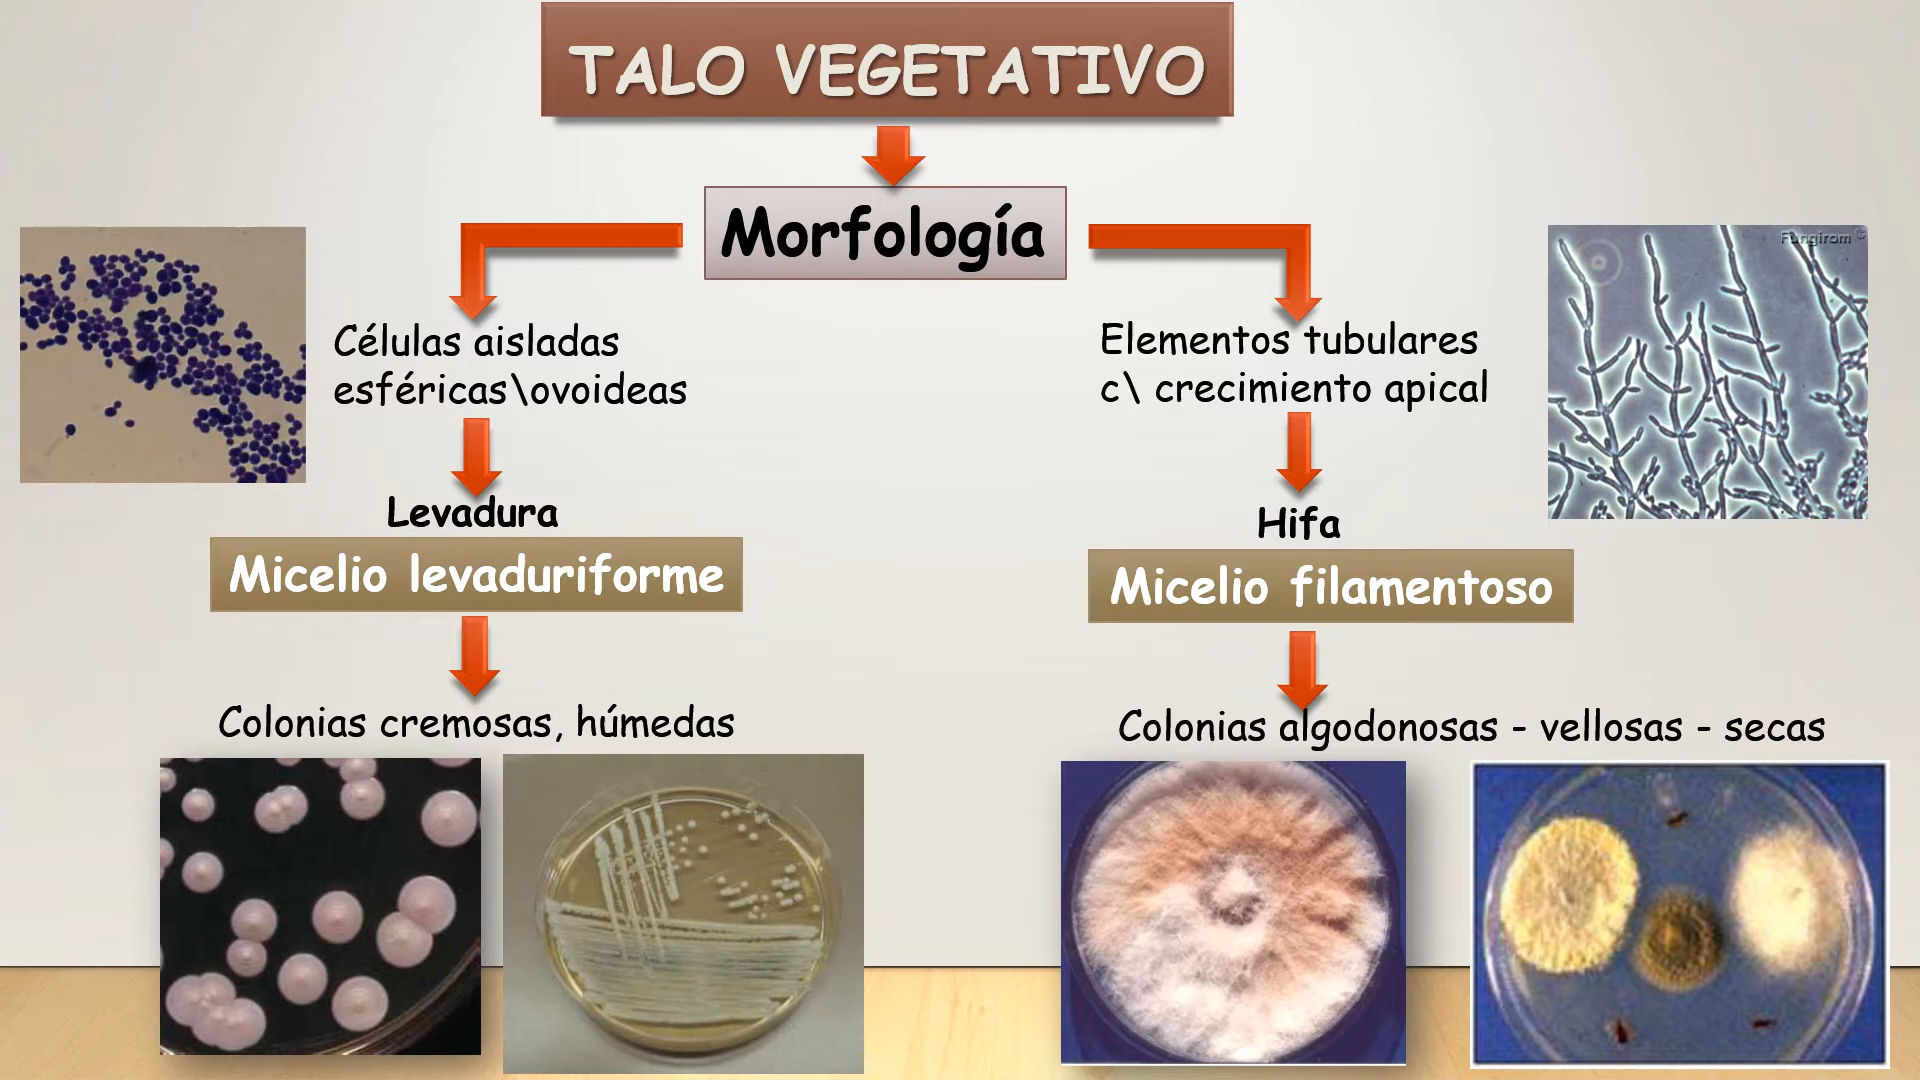 TALO VEGETATIVO
Morfología
Fungirom ©
Células aisladas
esféricas\ovoideas
Elementos tubulares
c\ crecimiento apical
Levadura
Hifa
Micelio levaduriforme
Micelio filamentoso
Colonias cremosas, húmedas
Colonias algodonosas - vellosas - secas